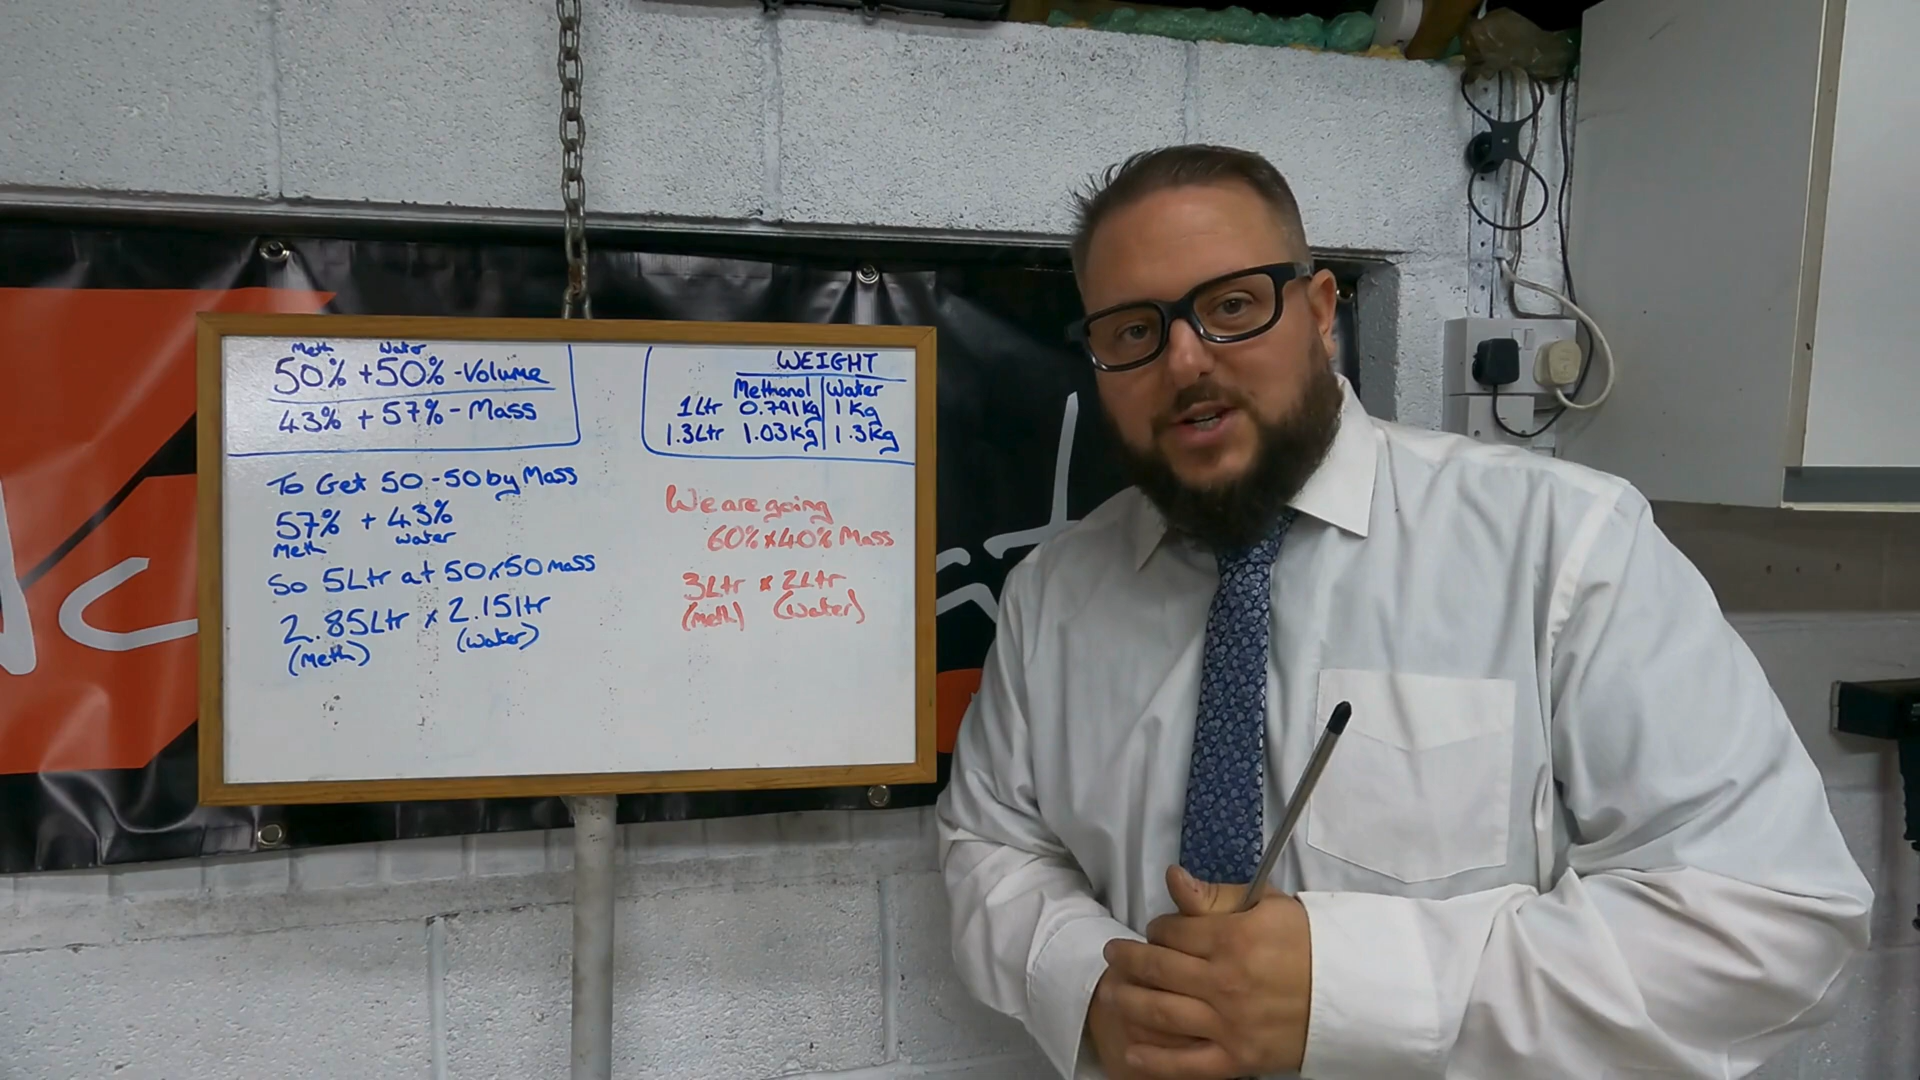 Meth Water
50% + 50% - Volume
43% + 57% - Mass
To Get 50-50 by Mass
57% + 43%
Meth water
So 5Ltr at 50x50 mass
2.85Ltr x 2.15ltr
(Meth) (water)
WEIGHT
Methanol Water
1Ltr 0.791Kg 1Kg
1.3Ltr 1.03Kg 1.3Kg
We are going
60% x 40% Mass
3Ltr x 2Ltr
(meth) (water)